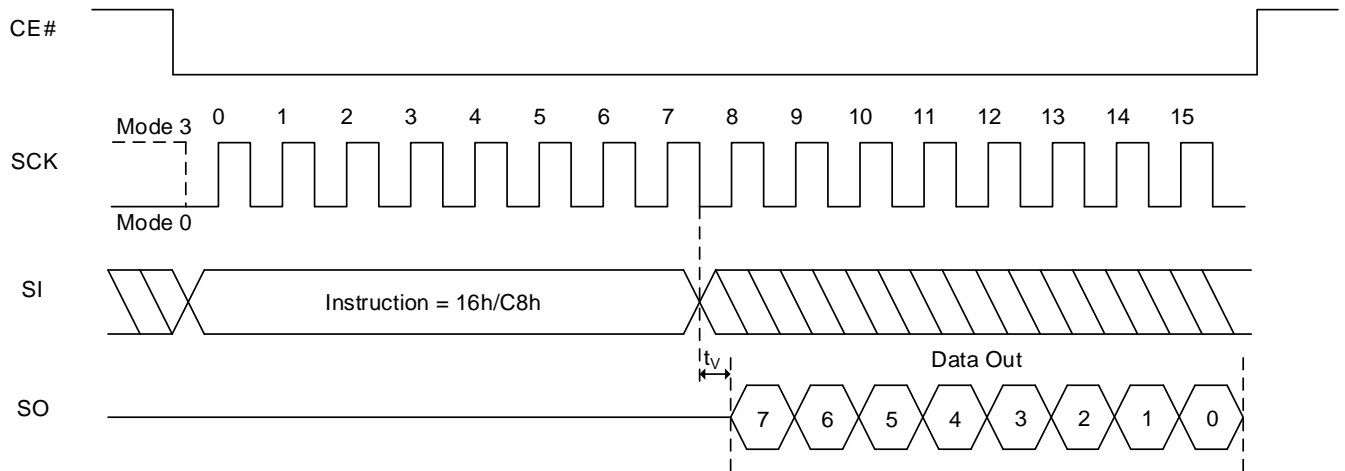 CE#
0 1 2 3 4 5 6 7 8 9 10 11 12 13 14 15
Mode 3
SCK
Mode 0
SI
Instruction = 16h/C8h
tV
Data Out
SO
7 6 5 4 3 2 1 0